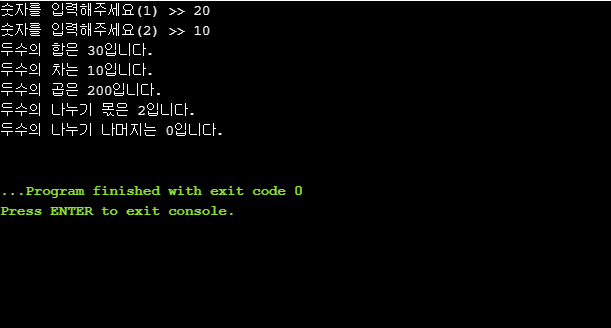 숫자를 입력해주세요(1) >> 20
숫자를 입력해주세요(2) >> 10
두수의 합은 30입니다.
두수의 차는 10입니다.
두수의 곱은 200입니다.
두수의 나누기 몫은 2입니다.
두수의 나누기 나머지는 0입니다.
...Program finished with exit code 0
Press ENTER to exit console.